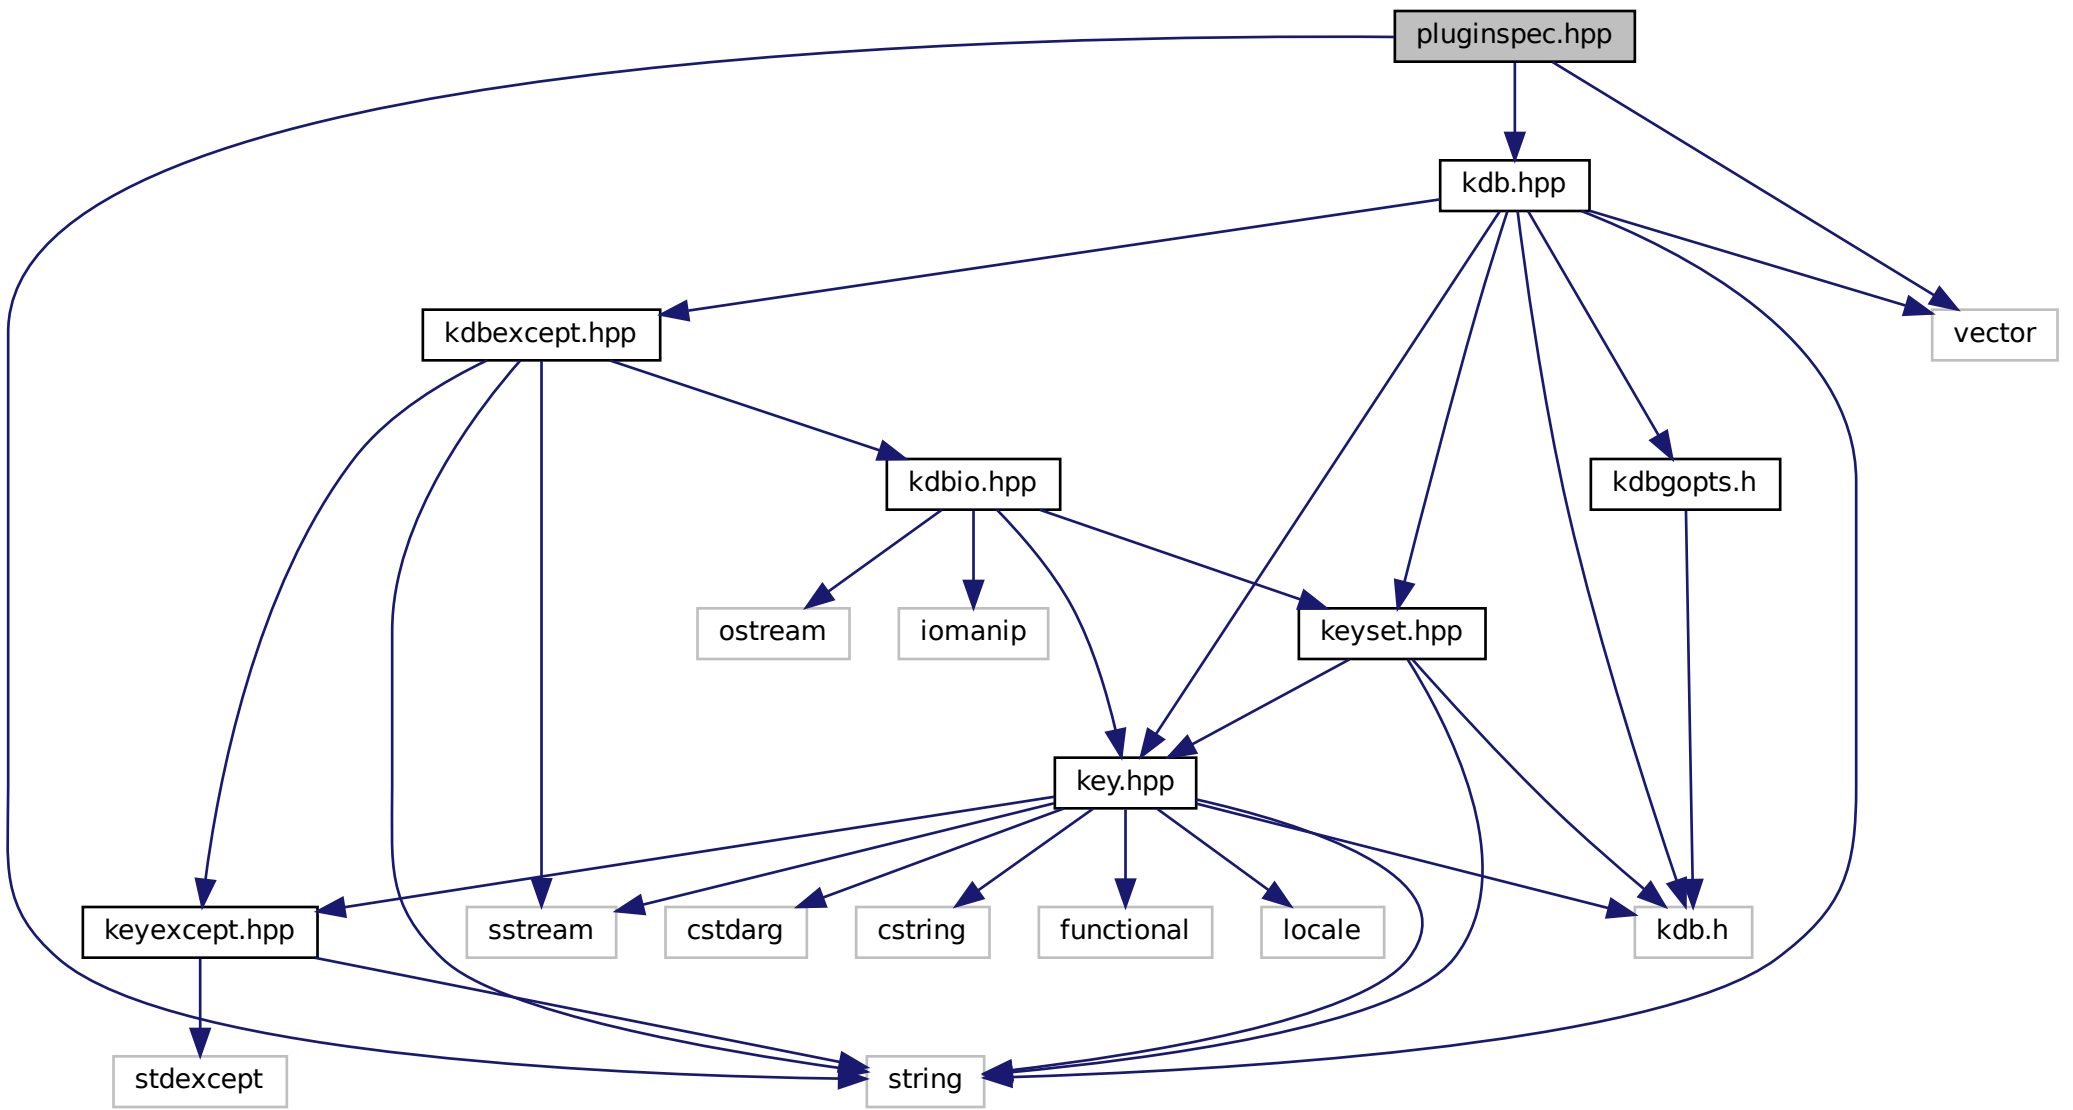 pluginspec.hpp
kdb.hpp
kdbexcept.hpp
vector
kdbio.hpp
kdbgopts.h
ostream
iomanip
keyset.hpp
key.hpp
keyexcept.hpp
sstream
cstdarg
cstring
functional
locale
kdb.h
stdexcept
string